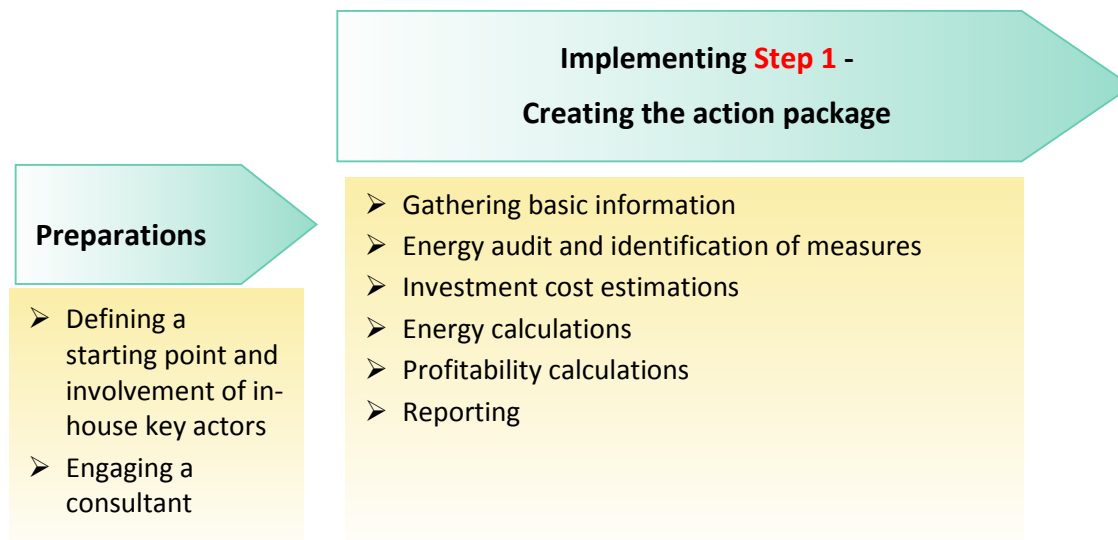 Implementing Step 1 -
Creating the action package
Preparations
➢ Defining a
starting point and
involvement of in-
house key actors
➢ Engaging a
consultant
➢ Gathering basic information
➢ Energy audit and identification of measures
➢ Investment cost estimations
➢ Energy calculations
➢ Profitability calculations
➢ Reporting